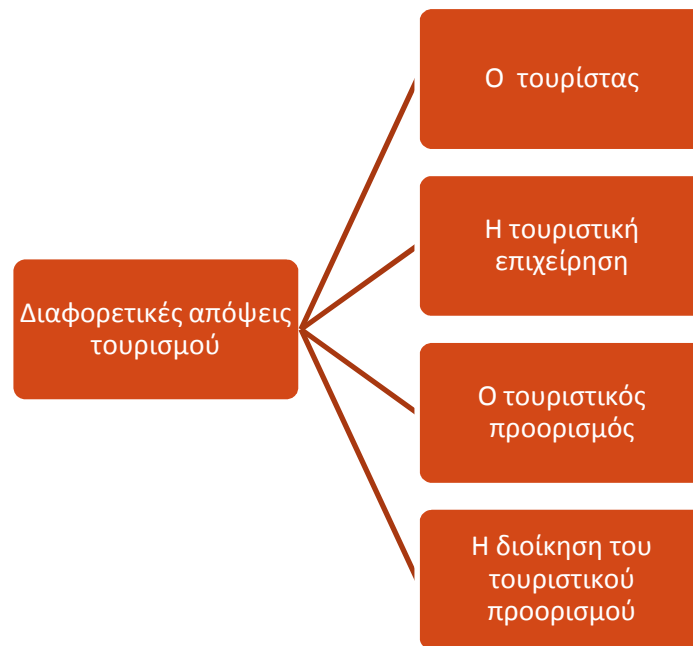 Διαφορετικές απόψεις
τουρισμού
Ο τουρίστας
Η τουριστική
επιχείρηση
Ο τουριστικός
προορισμός
Η διοίκηση του
τουριστικού
προορισμού